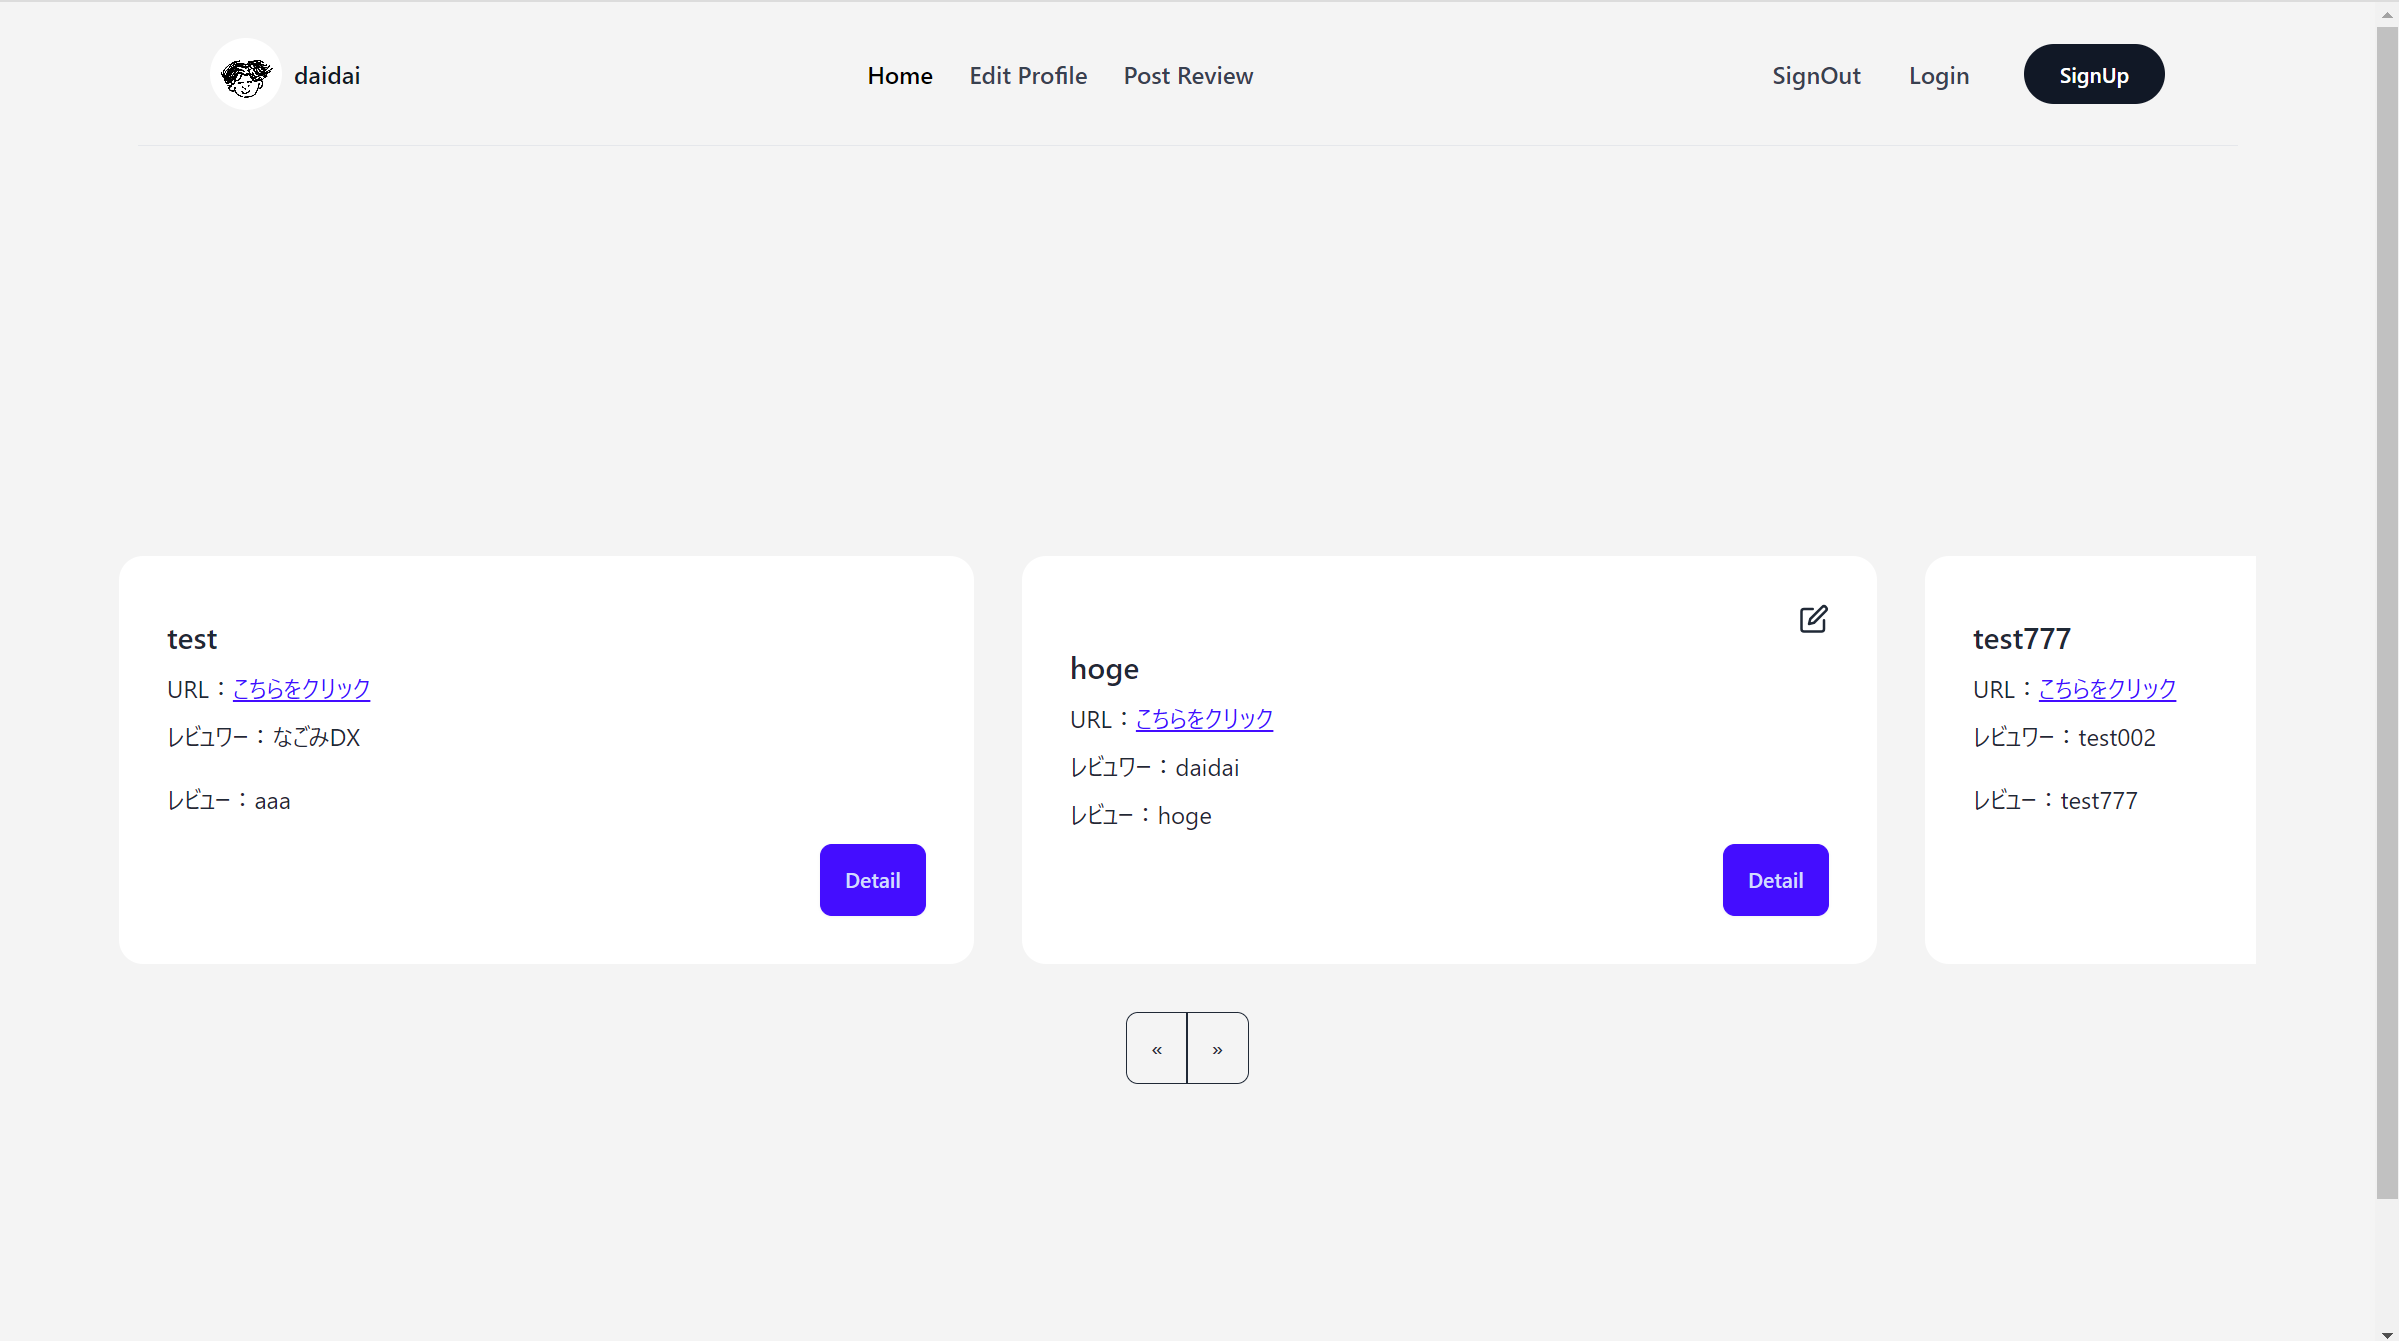 daidai
Home Edit Profile Post Review
SignOut Login SignUp
test
URL：こちらをクリック
レビュワー：なごみDX
レビュー：aaa
Detail
hoge
URL：こちらをクリック
レビュワー：daidai
レビュー：hoge
Detail
test777
URL：こちらをクリック
レビュワー：test002
レビュー：test777
« »